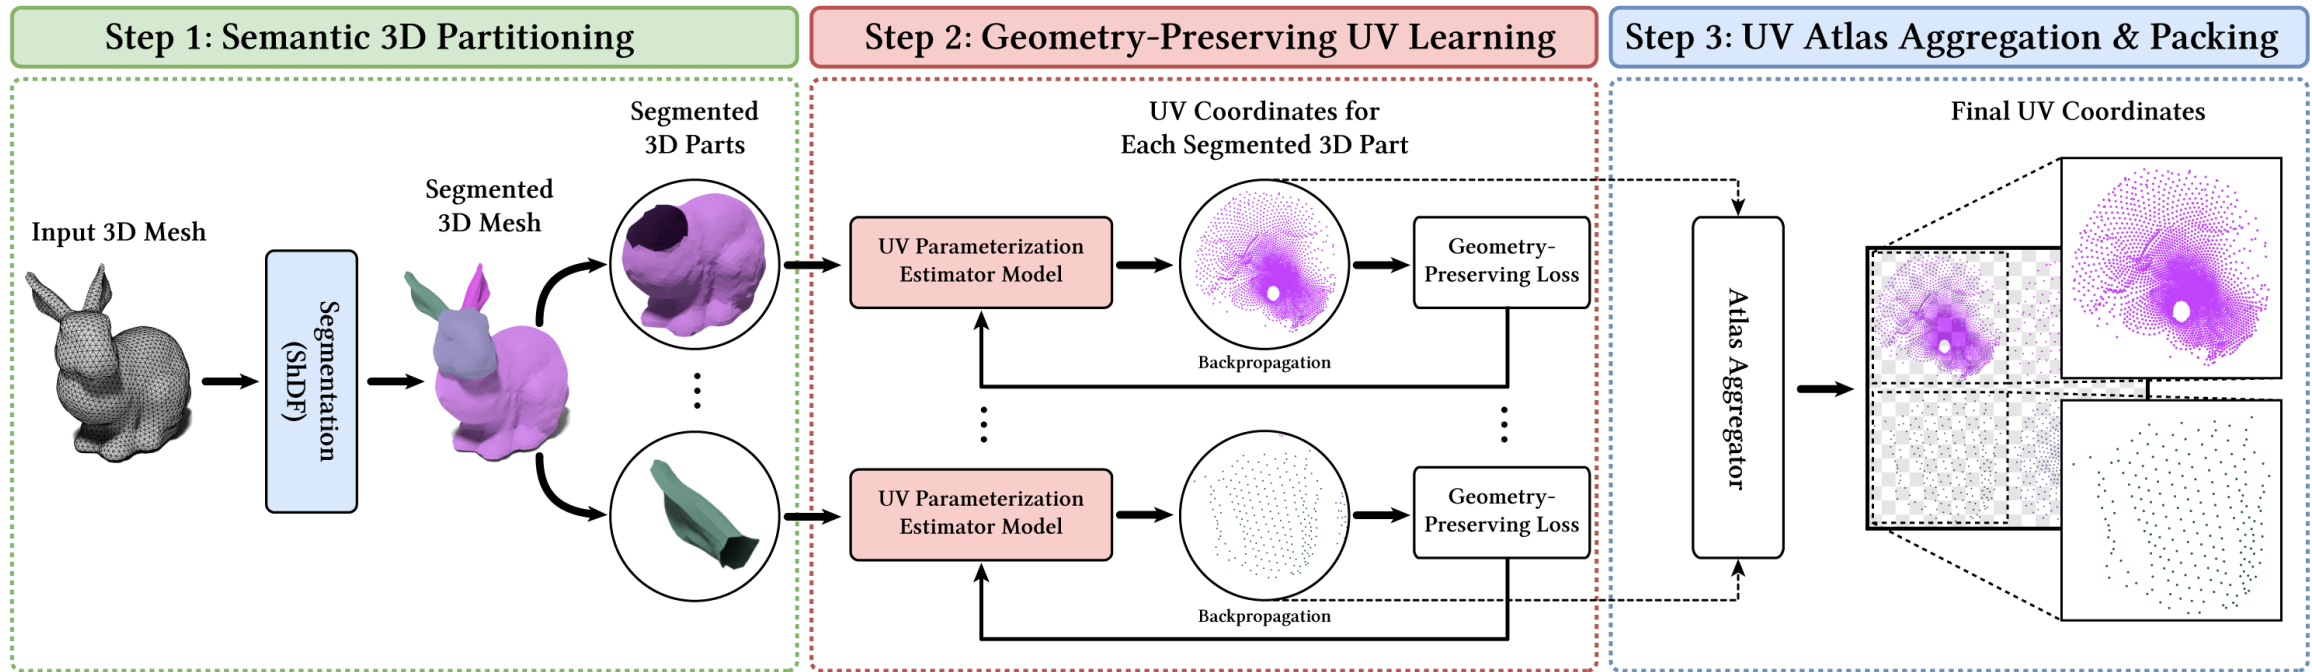 Step 1: Semantic 3D Partitioning
Input 3D Mesh
Segmentation
(ShDF)
Segmented
3D Mesh
Segmented
3D Parts
Step 2: Geometry-Preserving UV Learning
UV Coordinates for
Each Segmented 3D Part
UV Parameterization
Estimator Model
Geometry-
Preserving Loss
Backpropagation
UV Parameterization
Estimator Model
Geometry-
Preserving Loss
Backpropagation
Step 3: UV Atlas Aggregation & Packing
Atlas Aggregator
Final UV Coordinates